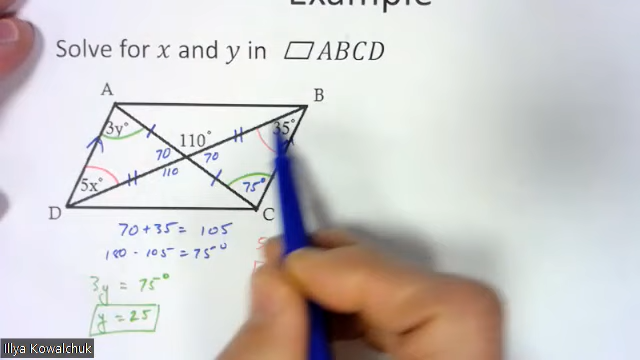 Example
Solve for x and y in ▱ABCD
A
B
3y°
110°
35°
70
70
110
5x°
75°
D
C
70 + 35 = 105
180 - 105 = 75°
3y = 75°
y = 25
Illya Kowalchuk